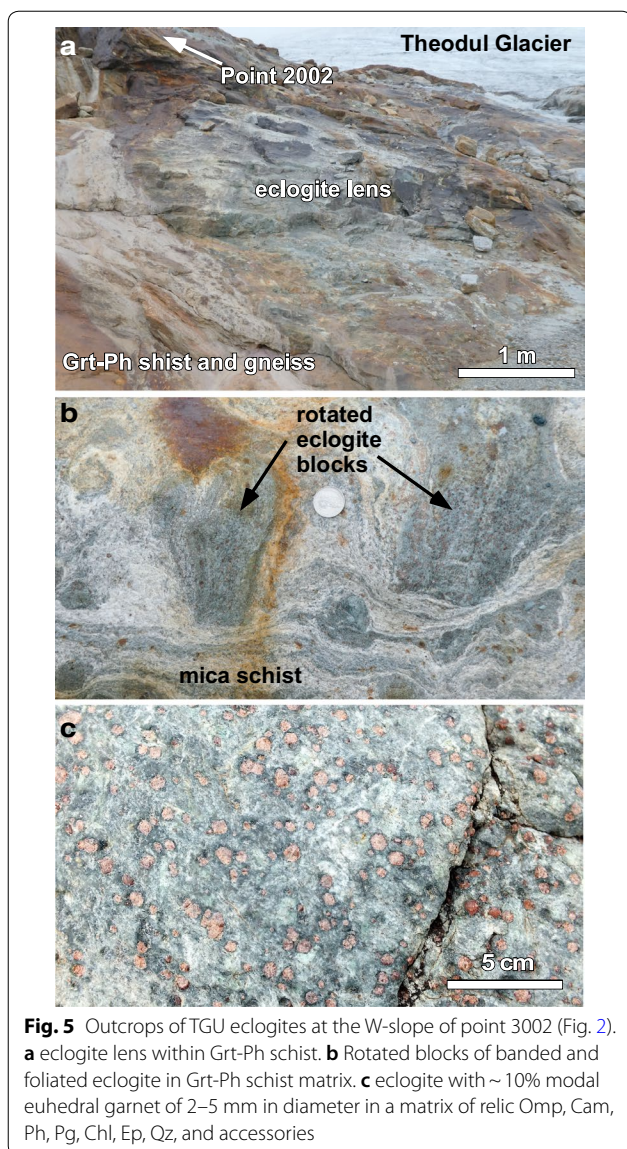 a
Theodul Glacier
Point 2002
eclogite lens
Grt-Ph shist and gneiss
1 m
b
rotated
eclogite
blocks
mica schist
c
5 cm
Fig. 5 Outcrops of TGU eclogites at the W-slope of point 3002 (Fig. 2).
a eclogite lens within Grt-Ph schist. b Rotated blocks of banded and
foliated eclogite in Grt-Ph schist matrix. c eclogite with ~ 10% modal
euhedral garnet of 2–5 mm in diameter in a matrix of relic Omp, Cam,
Ph, Pg, Chl, Ep, Qz, and accessories